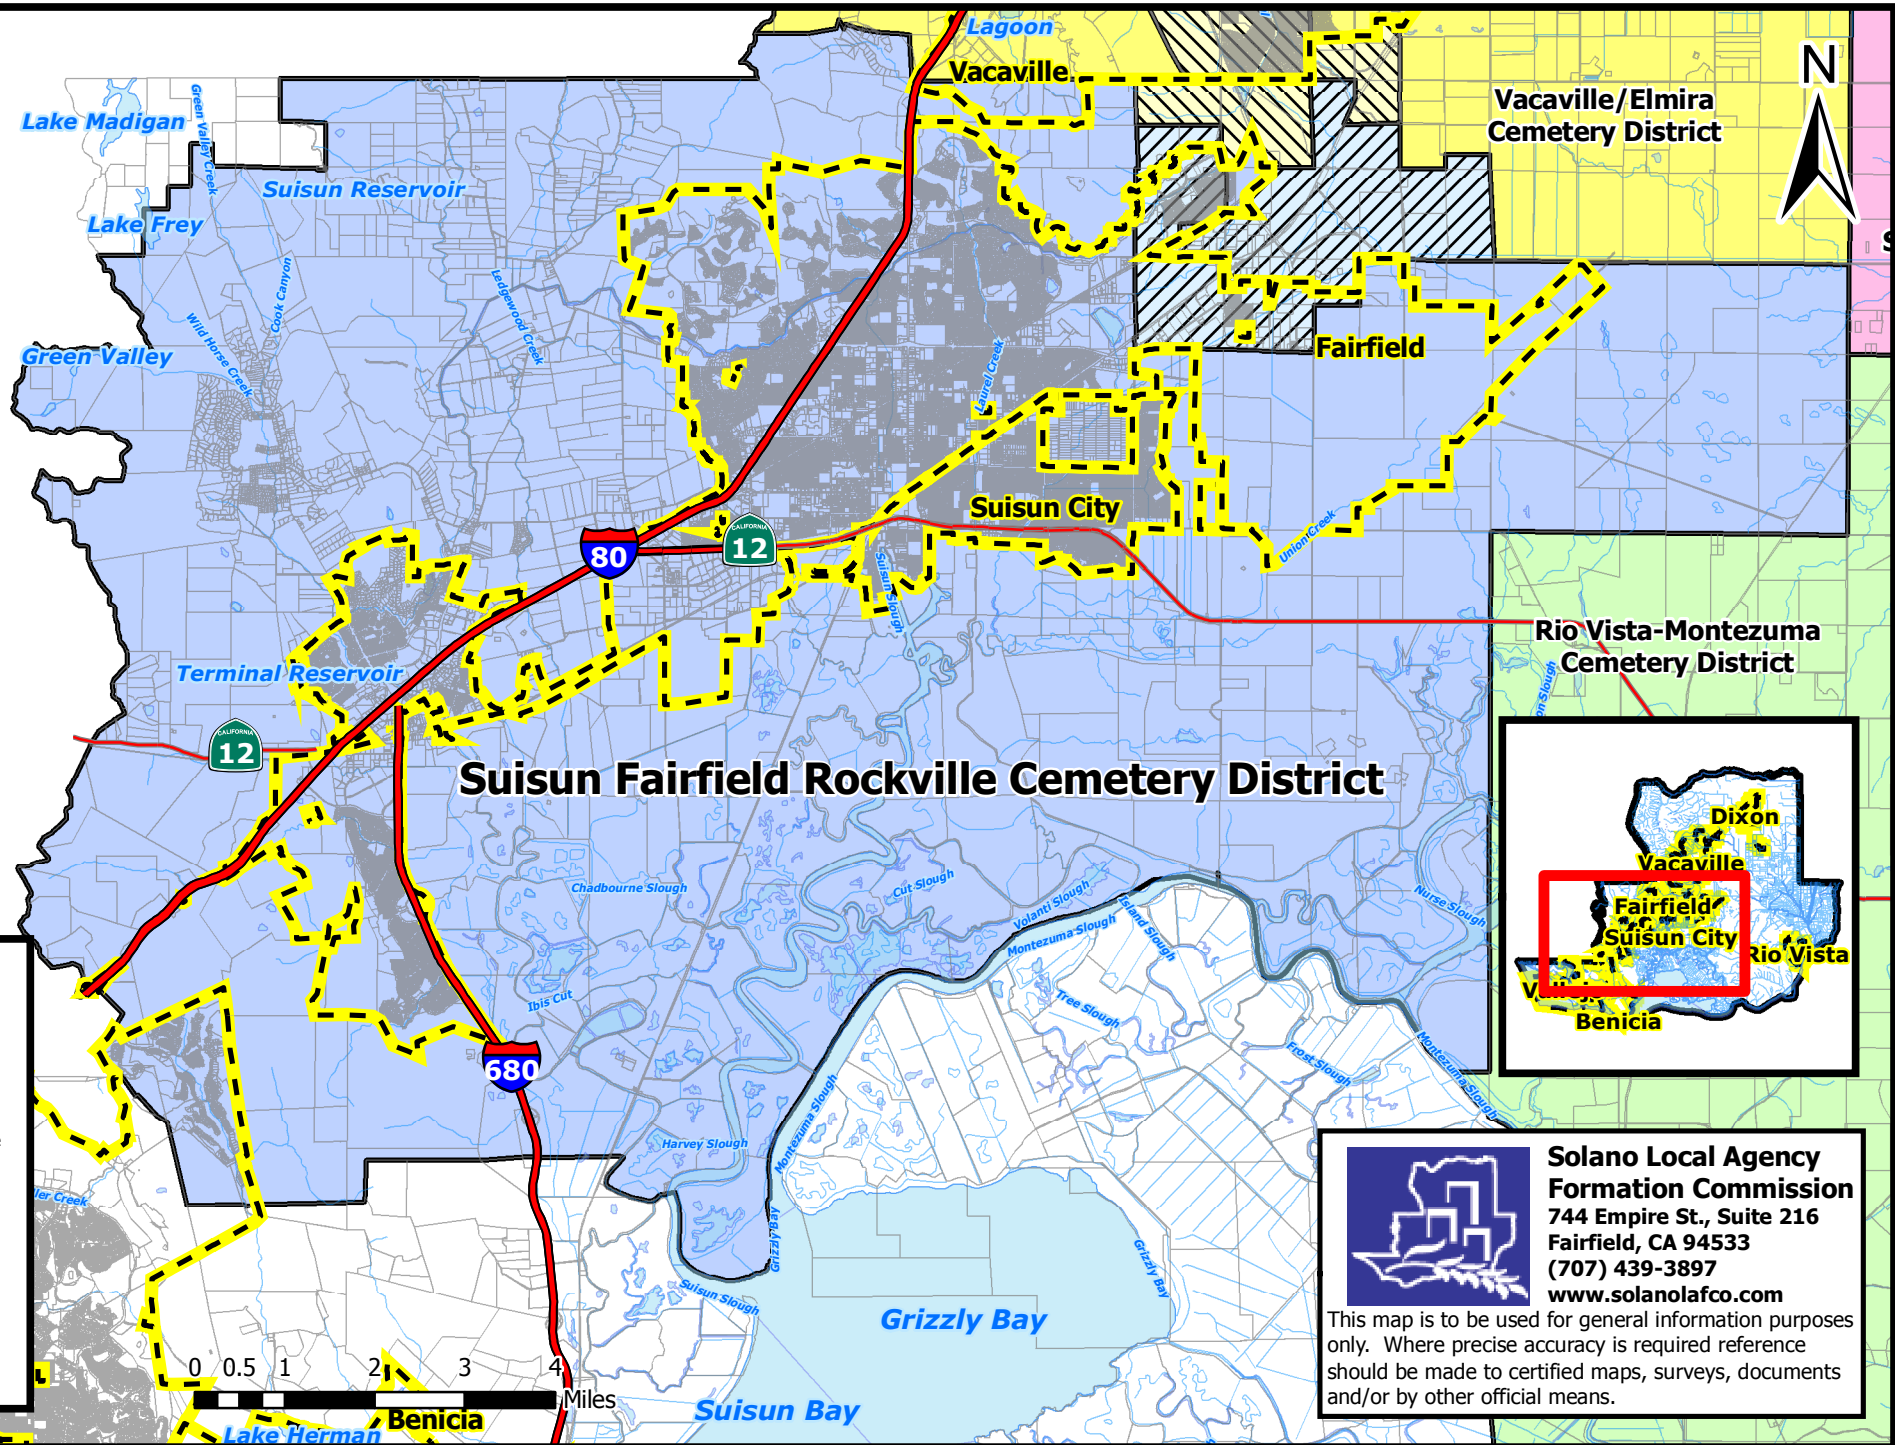 Lagoon
Vacaville
N
Vacaville/Elmira
Cemetery District
Lake Madigan
Green Valley Creek
Suisun Reservoir
Lake Frey
Cook Canyon
Ledgewood Creek
Wild Horse Creek
Green Valley
Laurel Creek
Fairfield
Suisun City
80
CALIFORNIA
12
Union Creek
Suisun Slough
Rio Vista-Montezuma
Cemetery District
Terminal Reservoir
CALIFORNIA
12
Suisun Fairfield Rockville Cemetery District
Chadbourne Slough
Cut Slough
Volanti Slough
Island Slough
Nurse Slough
Montezuma Slough
Ibis Cut
Tree Slough
Frost Slough
Montezuma Slough
680
Harvey Slough
Montezuma Slough
Grizzly Bay
Grizzly Bay
Suisun Slough
Grizzly Bay
Suisun Bay
0 0.5 1 2 3 4
Miles
Benicia
Lake Herman
Dixon
Vacaville
Fairfield
Suisun City
Rio Vista
Benicia
Solano Local Agency
Formation Commission
744 Empire St., Suite 216
Fairfield, CA 94533
(707) 439-3897
www.solanolafco.com
This map is to be used for general information purposes
only. Where precise accuracy is required reference
should be made to certified maps, surveys, documents
and/or by other official means.